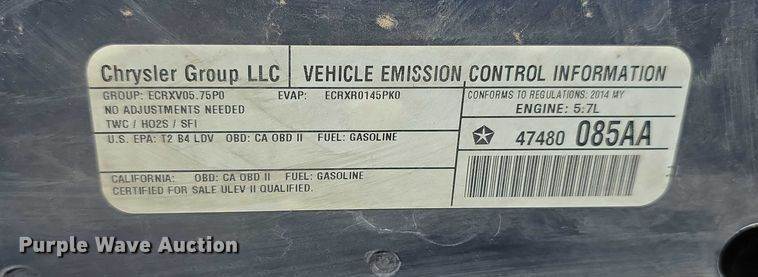 Chrysler Group LLC
VEHICLE EMISSION CONTROL INFORMATION
GROUP: ECRXV05.75P0 EVAP: ECRXR0145PK0
NO ADJUSTMENTS NEEDED
TWC / HO2S / SFI
CONFORMS TO REGULATIONS: 2014 MY
ENGINE: 5.7L
U.S. EPA: T2 B4 LDV OBD: CA OBD II FUEL: GASOLINE
47480 085AA
CALIFORNIA: OBD: CA OBD II FUEL: GASOLINE
CERTIFIED FOR SALE ULEV II QUALIFIED.
Purple Wave Auction